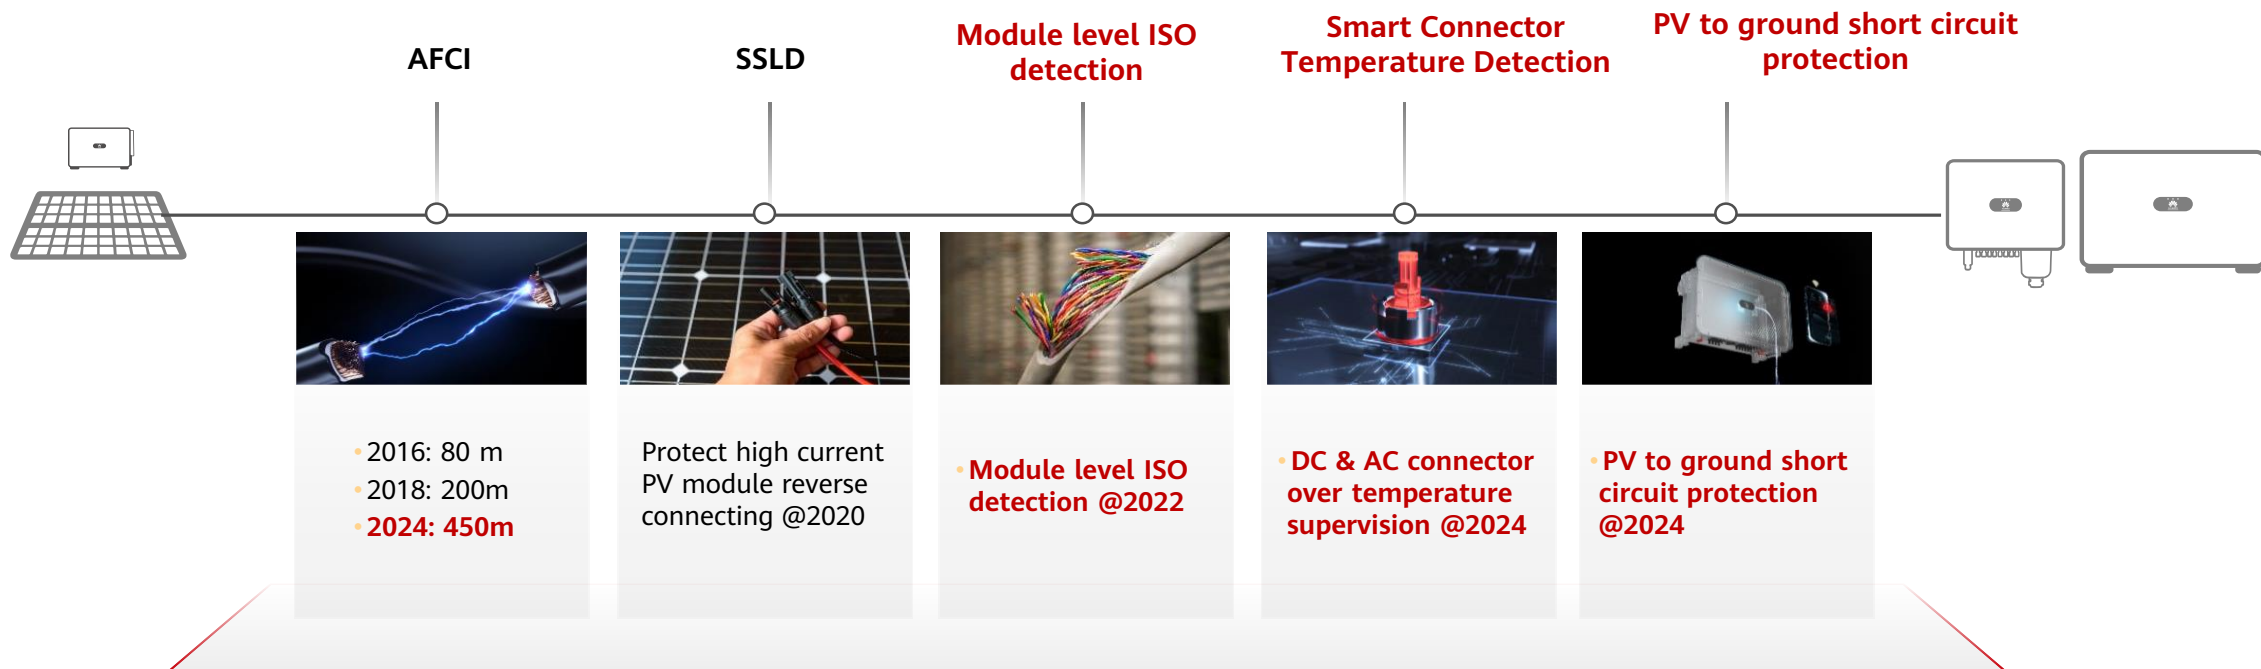 AFCI
SSLD
Module level ISO
detection
Smart Connector
Temperature Detection
PV to ground short circuit
protection
• 2016: 80 m
• 2018: 200m
• 2024: 450m
Protect high current
PV module reverse
connecting @2020
• Module level ISO
detection @2022
• DC & AC connector
over temperature
supervision @2024
• PV to ground short
circuit protection
@2024